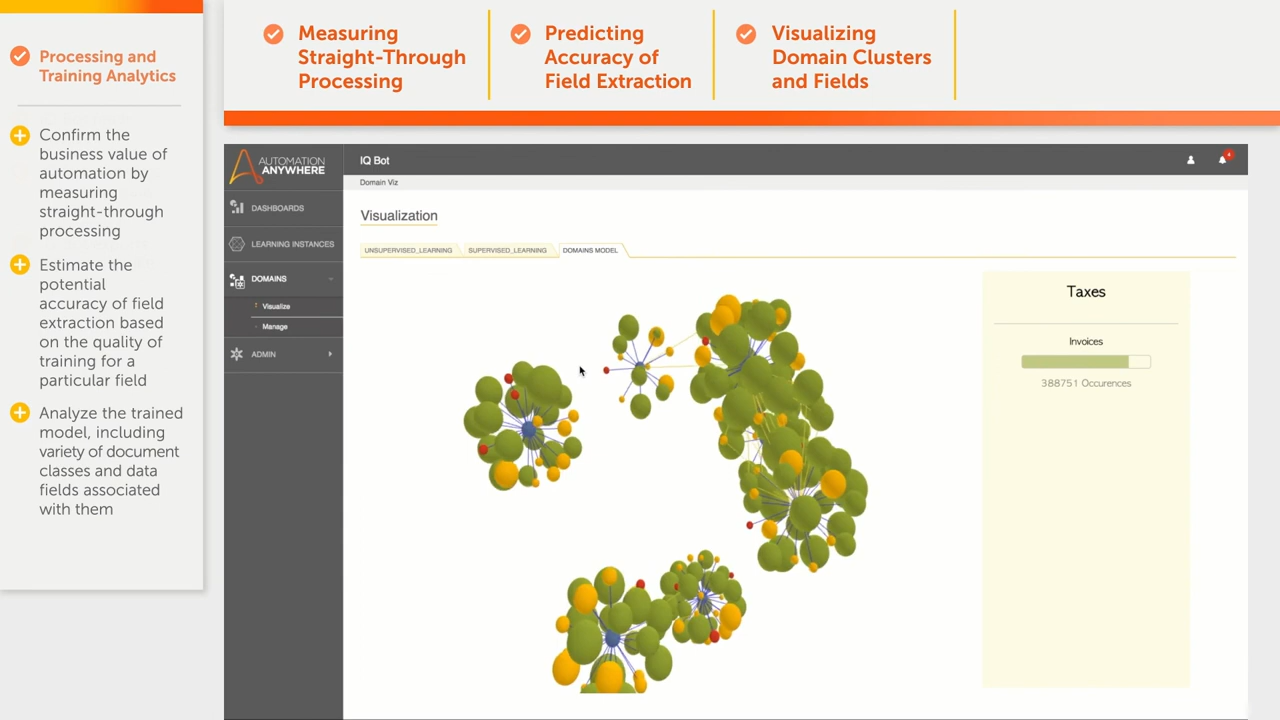 Processing and
Training Analytics
Confirm the
business value of
automation by
measuring
straight-through
processing
Estimate the
potential
accuracy of field
extraction based
on the quality of
training for a
particular field
Analyze the trained
model, including
variety of document
classes and data
fields associated
with them
Measuring
Straight-Through
Processing
Predicting
Accuracy of
Field Extraction
Visualizing
Domain Clusters
and Fields
AUTOMATION
ANYWHERE
IQ Bot
4
Domain Viz
DASHBOARDS
LEARNING INSTANCES
DOMAINS
Visualize
Manage
ADMIN
Visualization
UNSUPERVISED_LEARNING
SUPERVISED_LEARNING
DOMAINS MODEL
Taxes
Invoices
388751 Occurences